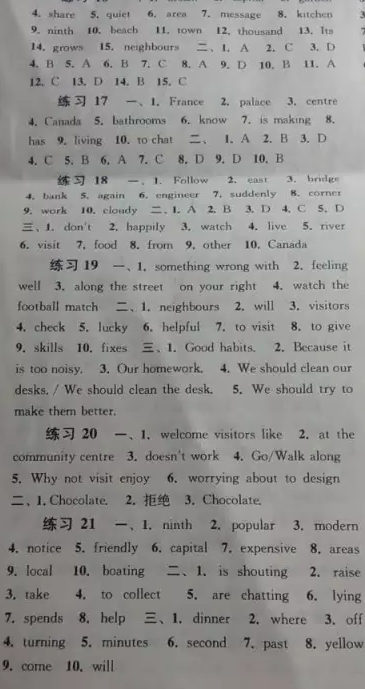 4. share 5. quiet 6. area 7. message 8. kitchen
9. ninth 10. beach 11. town 12. thousand 13. Its
14. grows 15. neighbours 二、1. A 2. C 3. D
4. B 5. A 6. B 7. C 8. A 9. D 10. B 11. A
12. C 13. D 14. B 15. C
练习 17 一、1. France 2. palace 3. centre
4. Canada 5. bathrooms 6. know 7. is making 8.
has 9. living 10. to chat 二、 1. A 2. B 3. D
4. C 5. B 6. A 7. C 8. D 9. D 10. B
练习 18 一、1. Follow 2. east 3. bridge
4. bank 5. again 6. engineer 7. suddenly 8. corner
9. work 10. cloudy 二、1. A 2. B 3. D 4. C 5. D
三、1. don't 2. happily 3. watch 4. live 5. river
6. visit 7. food 8. from 9. other 10. Canada
练习 19 一、1. something wrong with 2. feeling
well 3. along the street on your right 4. watch the
football match 二、1. neighbours 2. will 3. visitors
4. check 5. lucky 6. helpful 7. to visit 8. to give
9. skills 10. fixes 三、1. Good habits. 2. Because it
is too noisy. 3. Our homework. 4. We should clean our
desks. / We should clean the desk. 5. We should try to
make them better.
练习 20 一、1. welcome visitors like 2. at the
community centre 3. doesn't work 4. Go/Walk along
5. Why not visit enjoy 6. worrying about to design
二、1. Chocolate. 2. 拒绝 3. Chocolate.
练习 21 一、1. ninth 2. popular 3. modern
4. notice 5. friendly 6. capital 7. expensive 8. areas
9. local 10. boating 二、1. is shouting 2. raise
3. take 4. to collect 5. are chatting 6. lying
7. spends 8. help 三、1. dinner 2. where 3. off
4. turning 5. minutes 6. second 7. past 8. yellow
9. come 10. will